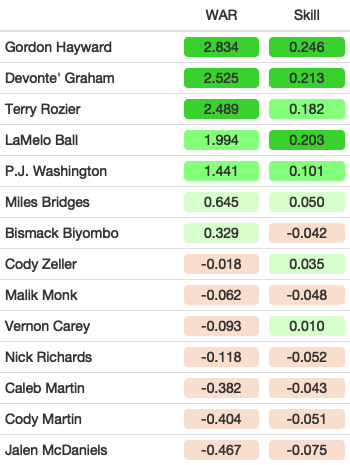 WAR Skill
Gordon Hayward 2.834 0.246
Devonte' Graham 2.525 0.213
Terry Rozier 2.489 0.182
LaMelo Ball 1.994 0.203
P.J. Washington 1.441 0.101
Miles Bridges 0.645 0.050
Bismack Biyombo 0.329 -0.042
Cody Zeller -0.018 0.035
Malik Monk -0.062 -0.048
Vernon Carey -0.093 0.010
Nick Richards -0.118 -0.052
Caleb Martin -0.382 -0.043
Cody Martin -0.404 -0.051
Jalen McDaniels -0.467 -0.075